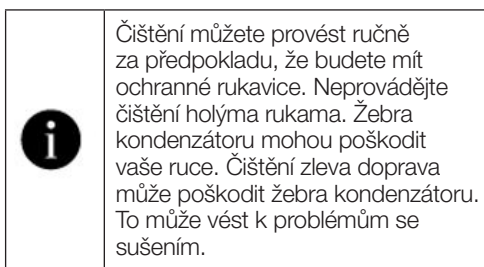 Čištění můžete provést ručně
za předpokladu, že budete mít
ochranné rukavice. Neprovádějte
čištění holýma rukama. Žebra
kondenzátoru mohou poškodit
vaše ruce. Čištění zleva doprava
může poškodit žebra kondenzátoru.
To může vést k problémům se
sušením.